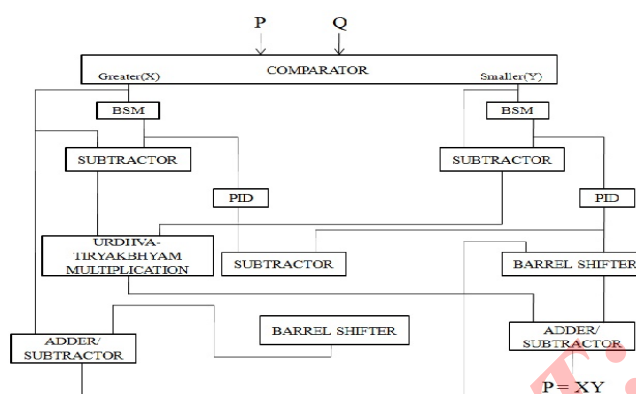 P Q
Greater(X) COMPARATOR Smaller(Y)
BSM BSM
SUBTRACTOR SUBTRACTOR
PID PID
URDHVA-
TIRYAKBHYAM
MULTIPLICATION
SUBTRACTOR BARREL SHIFTER
BARREL SHIFTER
ADDER/
SUBTRACTOR
ADDER/
SUBTRACTOR
P = XY